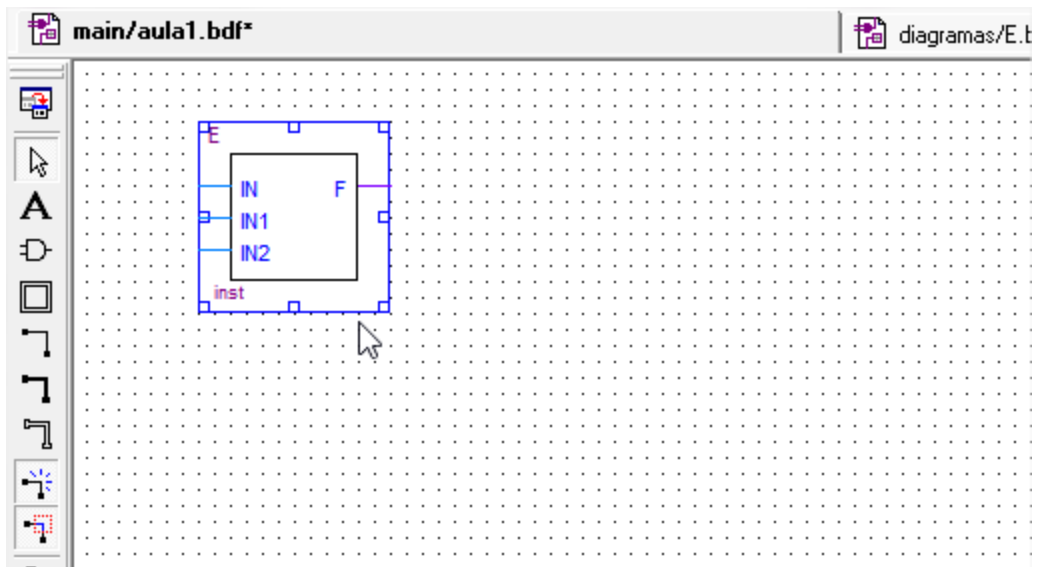 main/aula1.bdf*
diagramas/E.b
E
IN F
IN1
IN2
inst